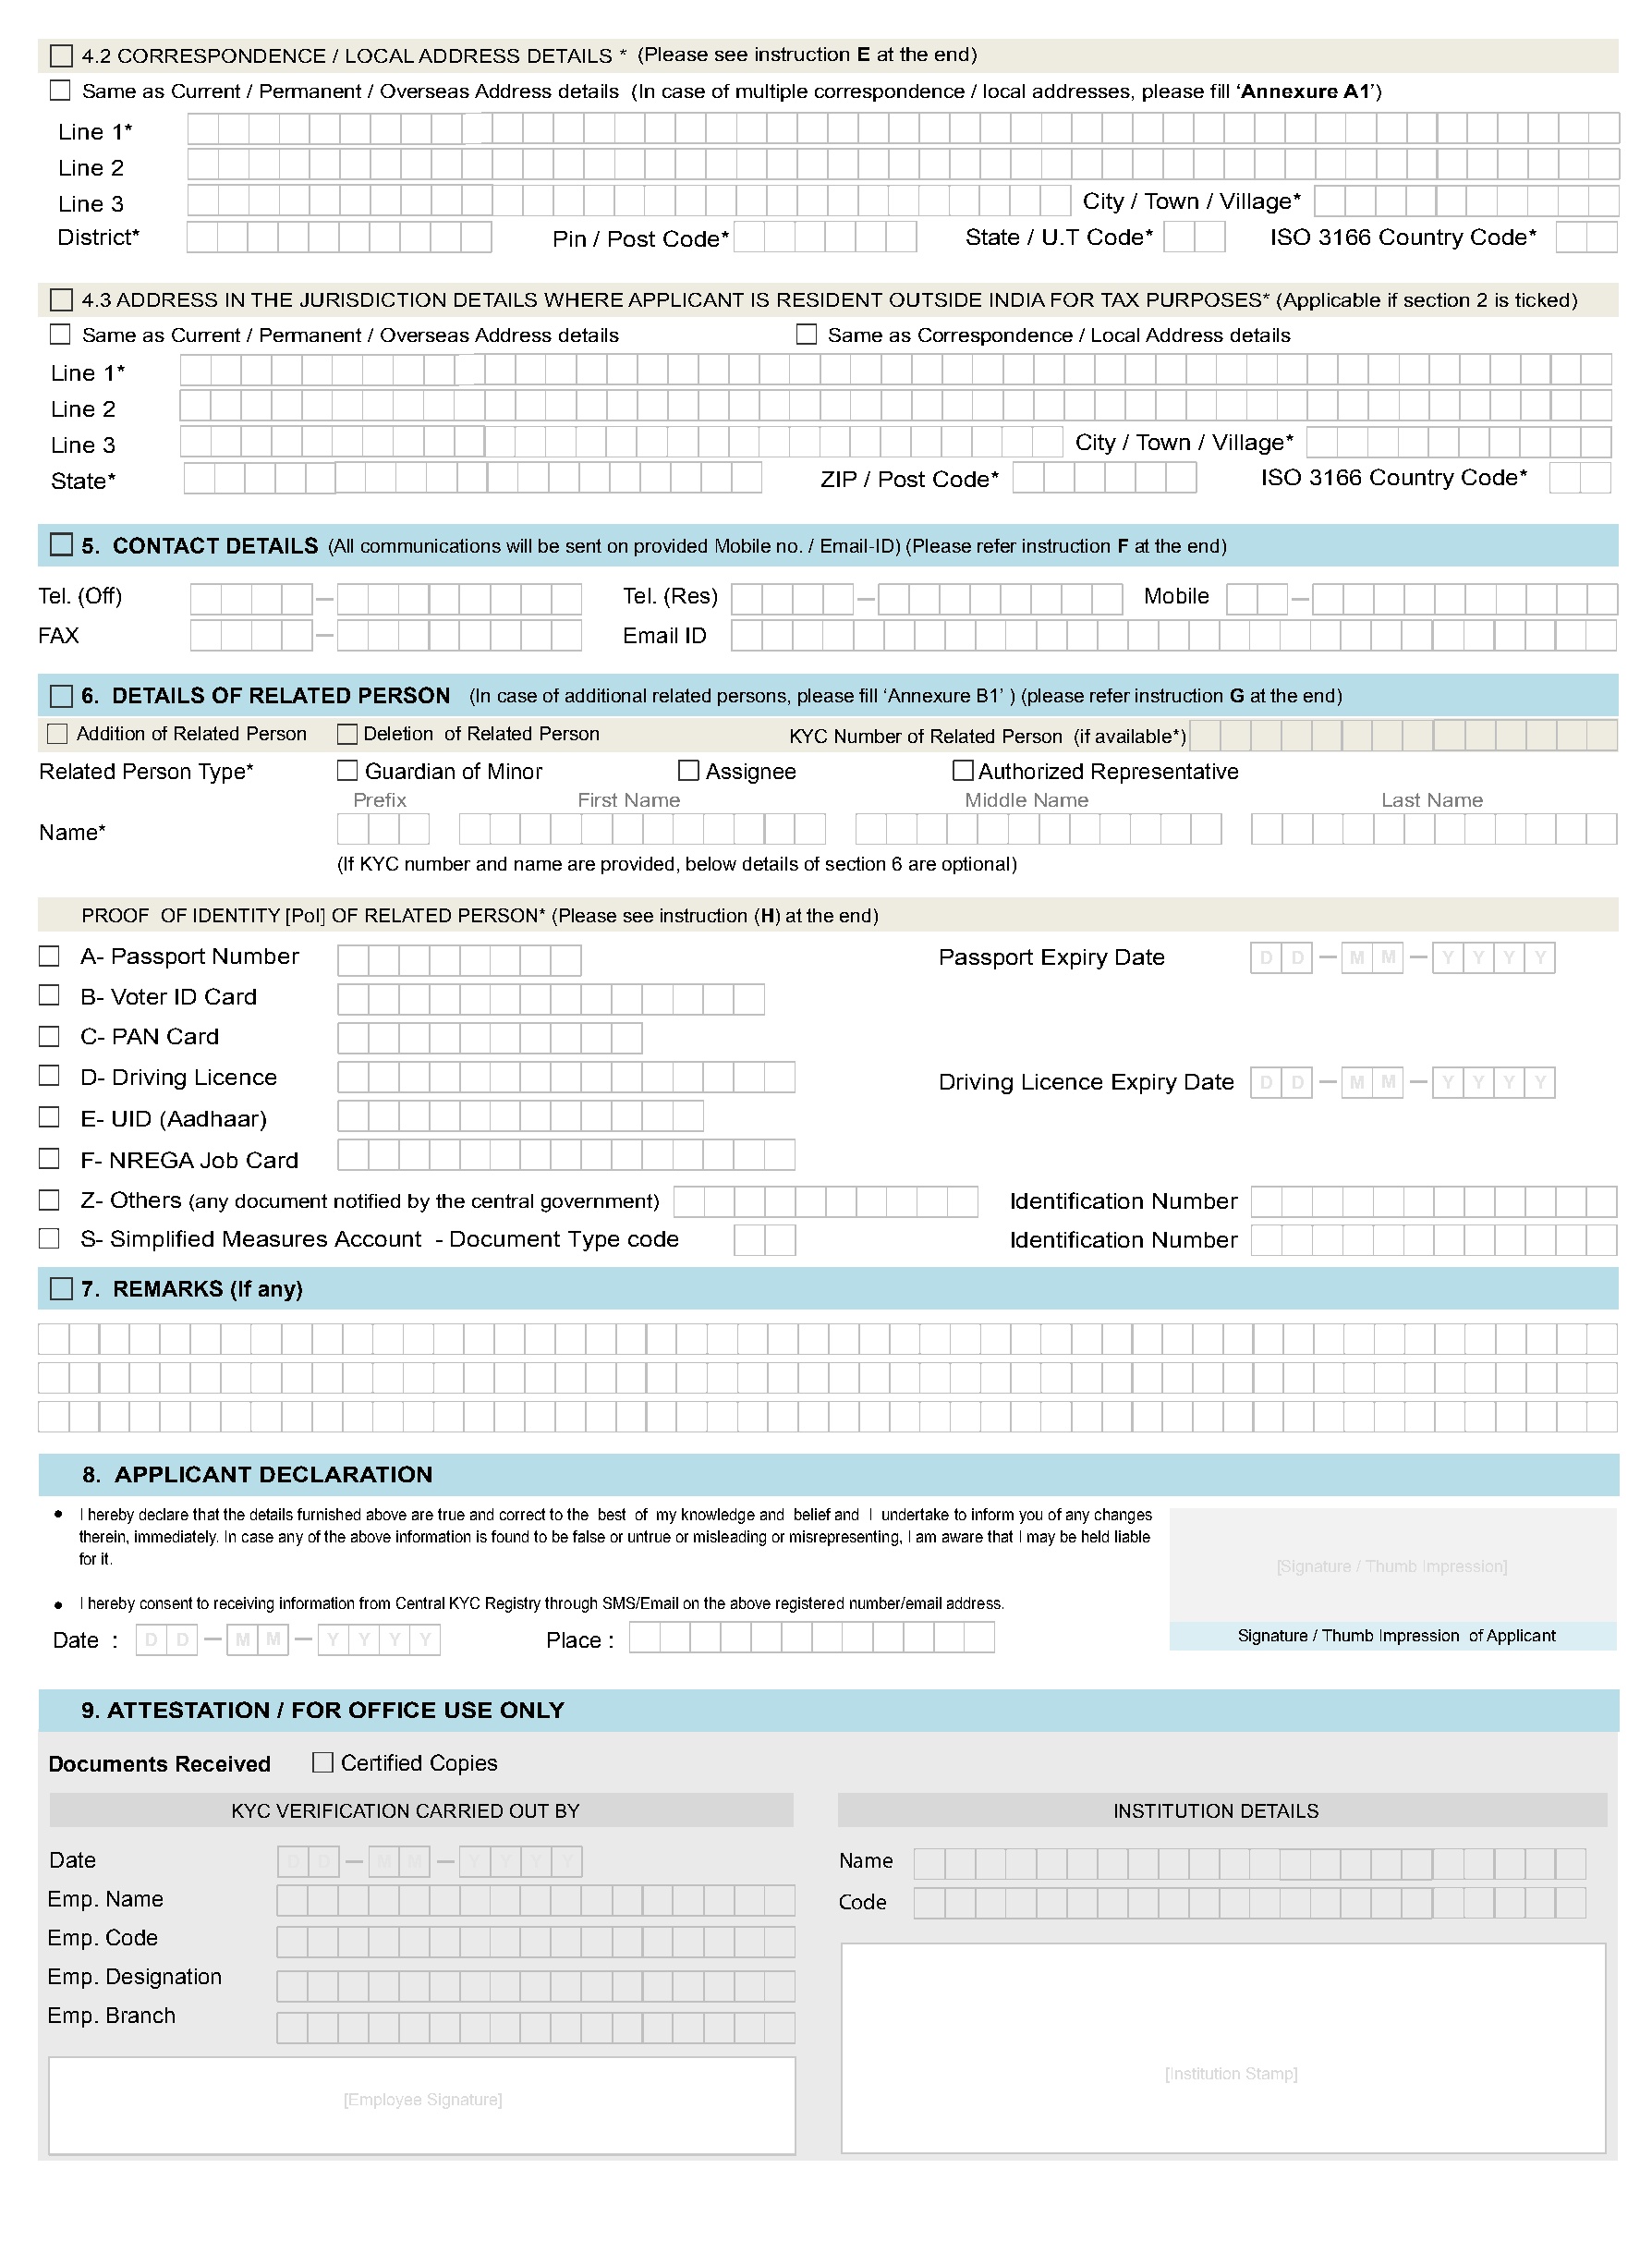 4.2 CORRESPONDENCE / LOCAL ADDRESS DETAILS * (Please see instruction E at the end)
Same as Current / Permanent / Overseas Address details (In case of multiple correspondence / local addresses, please fill ‘Annexure A1’)
Line 1*
Line 2
Line 3 City / Town / Village*
District* Pin / Post Code* State / U.T Code* ISO 3166 Country Code*
4.3 ADDRESS IN THE JURISDICTION DETAILS WHERE APPLICANT IS RESIDENT OUTSIDE INDIA FOR TAX PURPOSES* (Applicable if section 2 is ticked)
Same as Current / Permanent / Overseas Address details Same as Correspondence / Local Address details
Line 1*
Line 2
Line 3 City / Town / Village*
State* ZIP / Post Code* ISO 3166 Country Code*
5. CONTACT DETAILS (All communications will be sent on provided Mobile no. / Email-ID) (Please refer instruction F at the end)
Tel. (Off) Tel. (Res) Mobile
FAX Email ID
6. DETAILS OF RELATED PERSON (In case of additional related persons, please fill ‘Annexure B1’ ) (please refer instruction G at the end)
Addition of Related Person Deletion of Related Person KYC Number of Related Person (if available*)
Related Person Type* Guardian of Minor Assignee Authorized Representative
Prefix First Name Middle Name Last Name
Name*
(If KYC number and name are provided, below details of section 6 are optional)
PROOF OF IDENTITY [PoI] OF RELATED PERSON* (Please see instruction (H) at the end)
A- Passport Number Passport Expiry Date D D – M M – Y Y Y Y
B- Voter ID Card
C- PAN Card
D- Driving Licence Driving Licence Expiry Date D D – M M – Y Y Y Y
E- UID (Aadhaar)
F- NREGA Job Card
Z- Others (any document notified by the central government) Identification Number
S- Simplified Measures Account - Document Type code Identification Number
7. REMARKS (If any)
8. APPLICANT DECLARATION
• I hereby declare that the details furnished above are true and correct to the best of my knowledge and belief and I undertake to inform you of any changes
therein, immediately. In case any of the above information is found to be false or untrue or misleading or misrepresenting, I am aware that I may be held liable
for it.
[Signature / Thumb Impression]
• I hereby consent to receiving information from Central KYC Registry through SMS/Email on the above registered number/email address.
Date : D D – M M – Y Y Y Y Place :
Signature / Thumb Impression of Applicant
9. ATTESTATION / FOR OFFICE USE ONLY
Documents Received Certified Copies
KYC VERIFICATION CARRIED OUT BY INSTITUTION DETAILS
Date D D – M M – Y Y Y Y Name
Emp. Name
Code
Emp. Code
Emp. Designation
Emp. Branch
[Institution Stamp]
[Employee Signature]